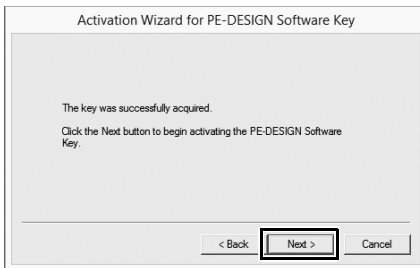 Activation Wizard for PE-DESIGN Software Key
The key was successfully acquired.
Click the Next button to begin activating the PE-DESIGN Software
Key.
< Back Next > Cancel